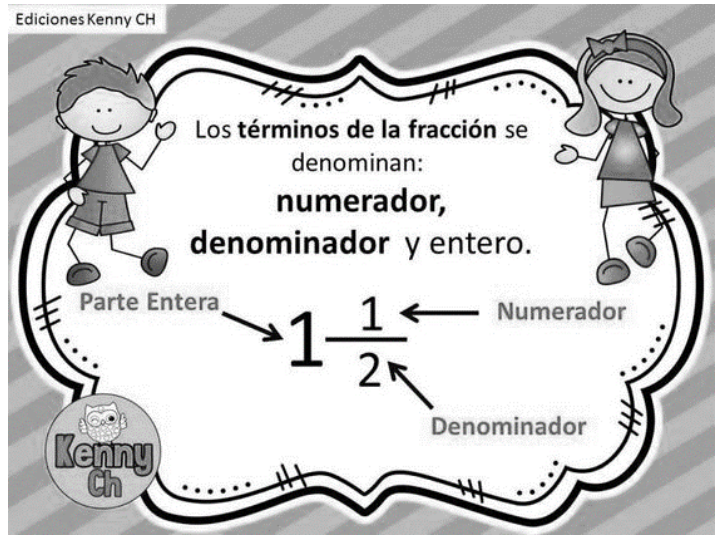 Ediciones Kenny CH
Los términos de la fracción se
denominan:
numerador,
denominador y entero.
Parte Entera
1 1/2
Numerador
Denominador
Kenny
Ch